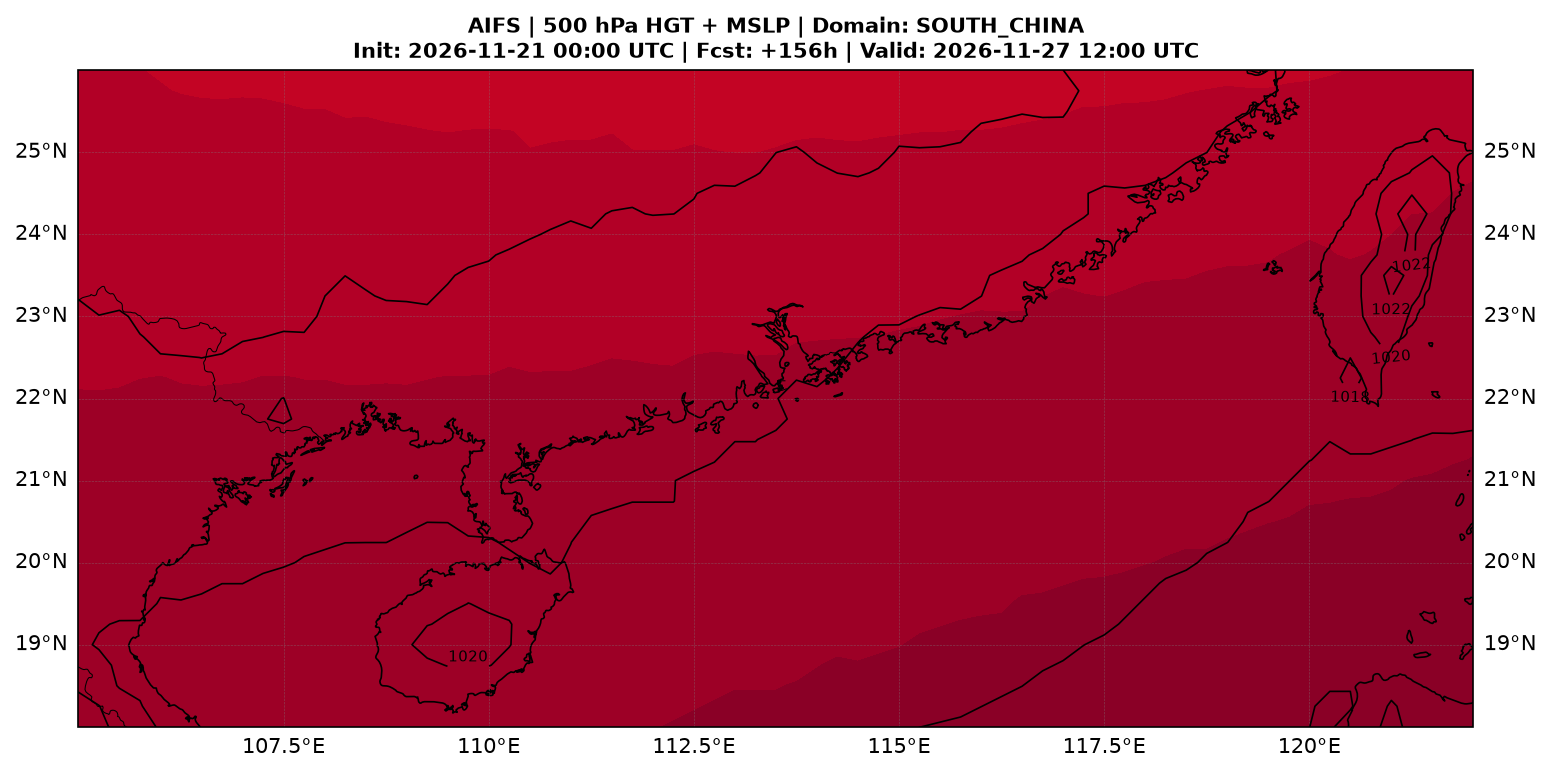 AIFS | 500 hPa HGT + MSLP | Domain: SOUTH_CHINA
Init: 2026-11-21 00:00 UTC | Fcst: +156h | Valid: 2026-11-27 12:00 UTC
25°N
25°N
24°N
24°N
1022
23°N
1022
23°N
1020
22°N
1018
22°N
21°N
21°N
20°N
20°N
19°N
1020
19°N
107.5°E
110°E
112.5°E
115°E
117.5°E
120°E